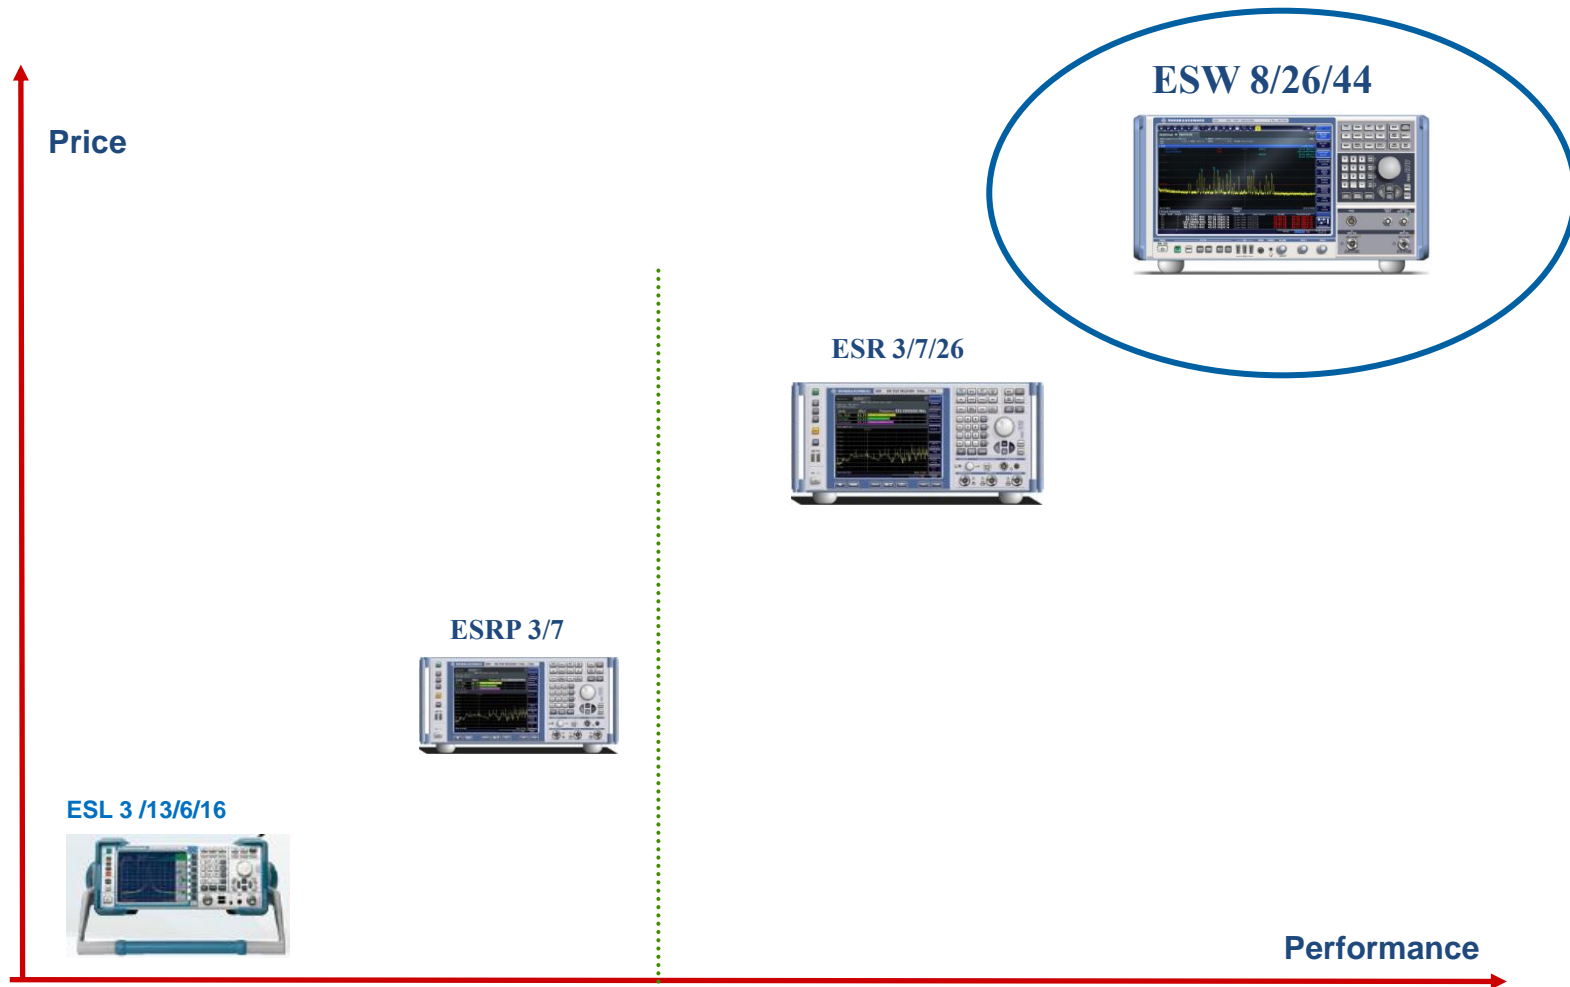 ESW 8/26/44
Price
ESR 3/7/26
ESRP 3/7
ESL 3 /13/6/16
Performance